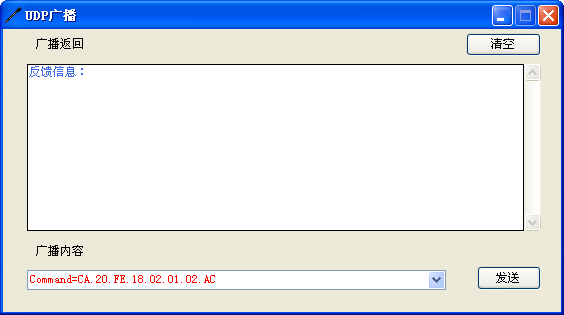 UDP广播
广播返回
清空
反馈信息：
广播内容
Command=CA.20.FE.18.02.01.02.AC
发送